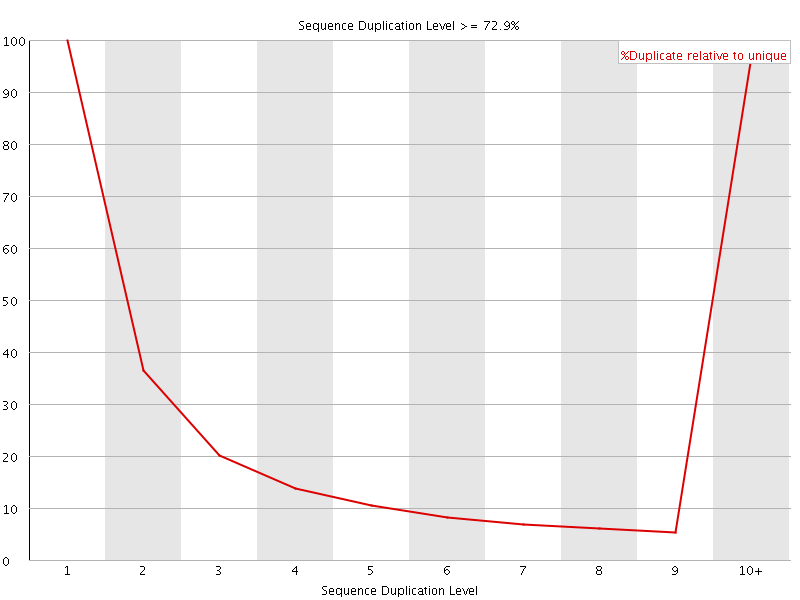 Sequence Duplication Level >= 72.9%
%Duplicate relative to unique
100
90
80
70
60
50
40
30
20
10
0
1 2 3 4 5 6 7 8 9 10+
Sequence Duplication Level